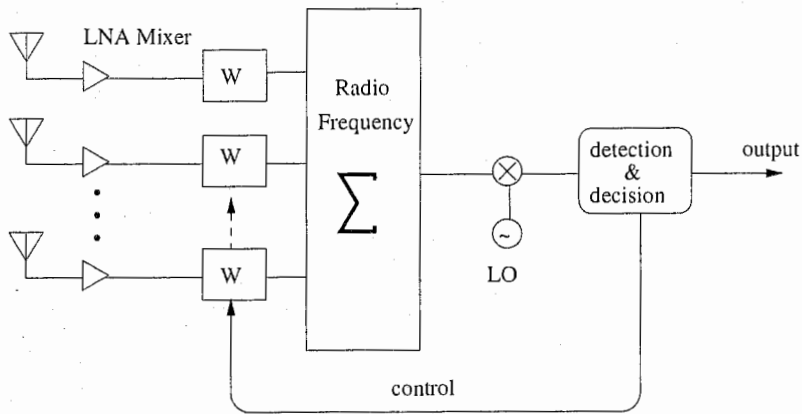 LNA Mixer
W
Radio
Frequency
∑
W
W
~
LO
detection
&
decision
output
control